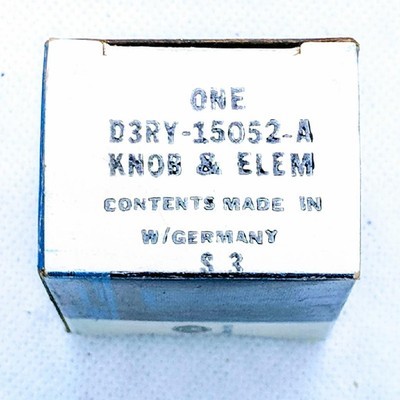 ONE
D3RY-15052-A
KNOB & ELEM
CONTENTS MADE IN
W/GERMANY
S 3